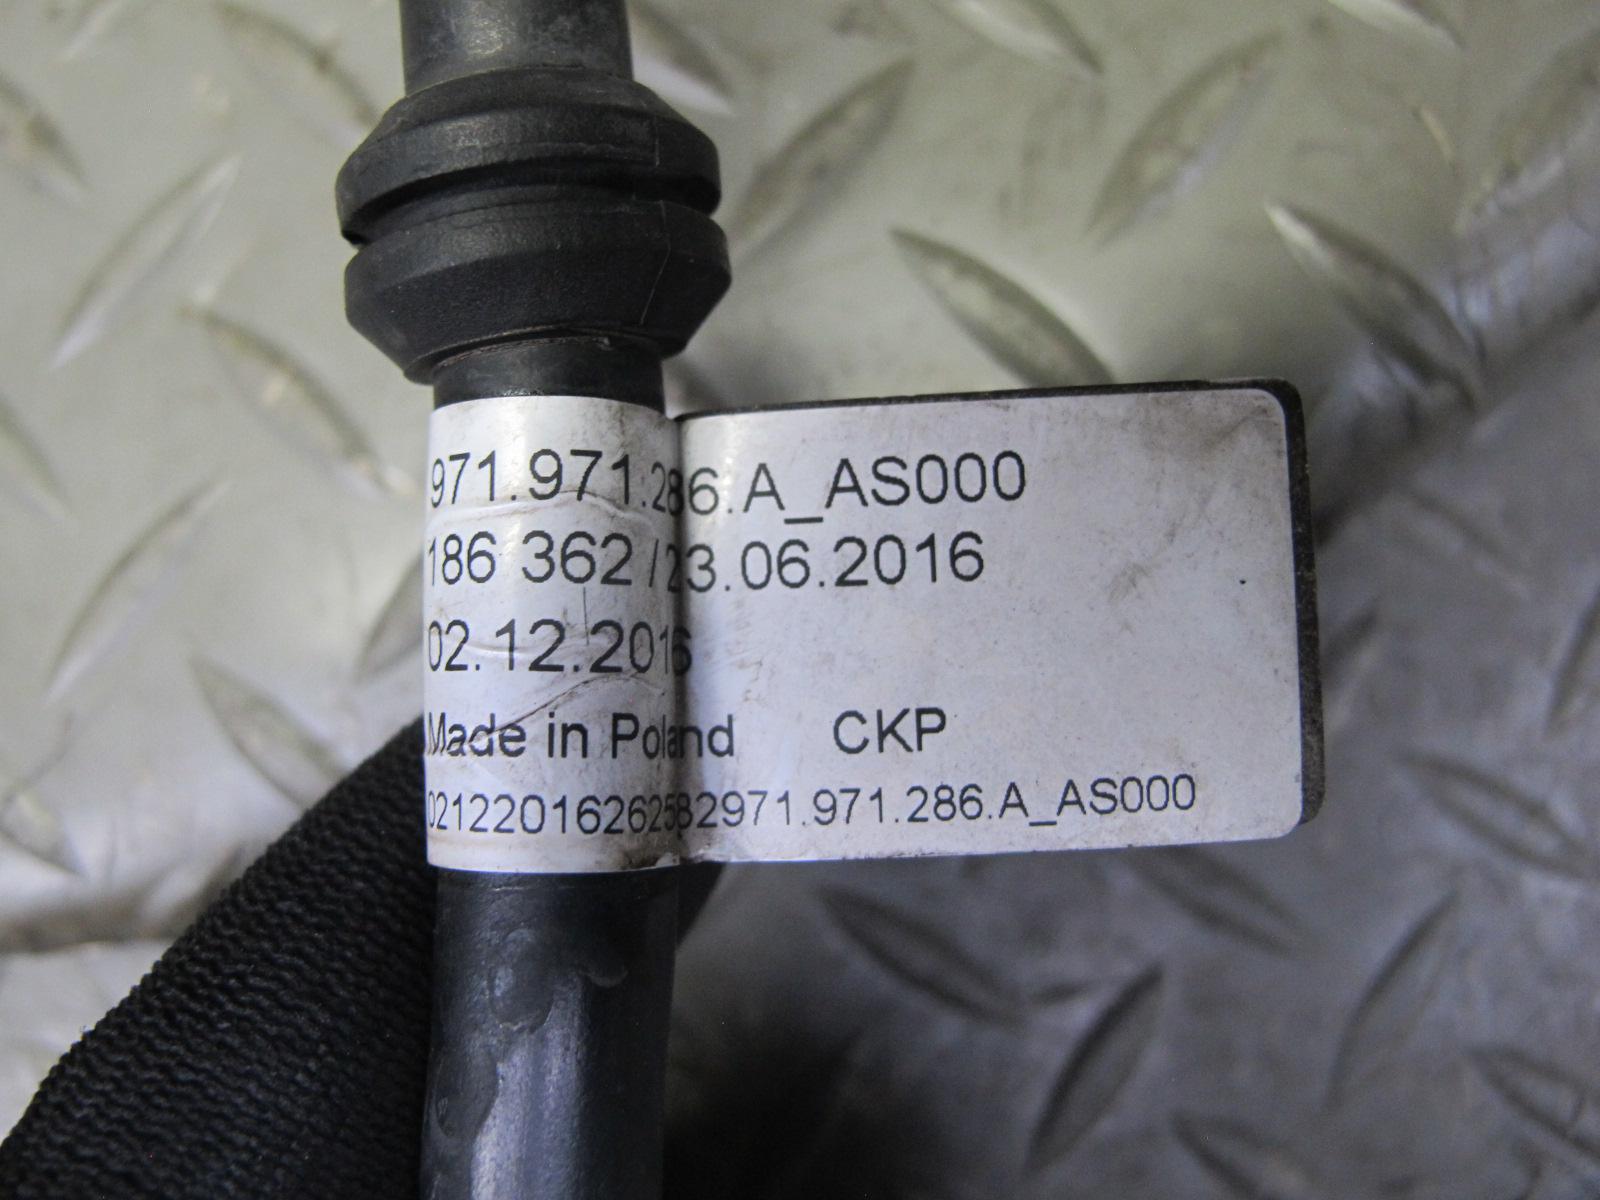 971.971.286.A_AS000
186 362 / 23.06.2016
02.12.2016
Made in Poland CKP
02122016262582971.971.286.A_AS000